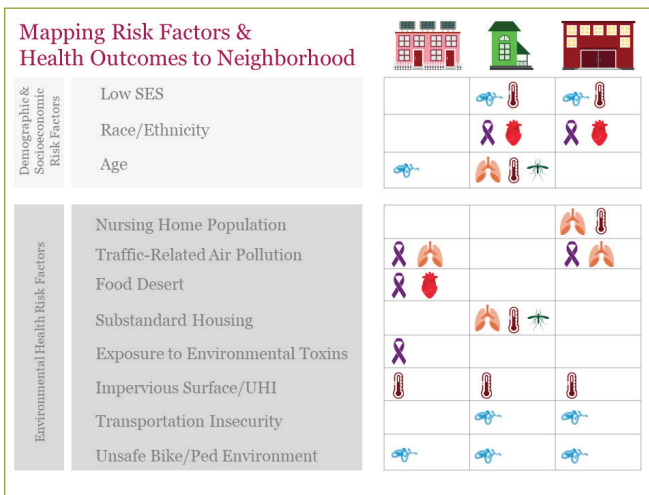 Mapping Risk Factors &
Health Outcomes to Neighborhood
Demographic &
Socioeconomic
Risk Factors
Low SES
Race/Ethnicity
Age
Environmental Health Risk Factors
Nursing Home Population
Traffic-Related Air Pollution
Food Desert
Substandard Housing
Exposure to Environmental Toxins
Impervious Surface/UHI
Transportation Insecurity
Unsafe Bike/Ped Environment